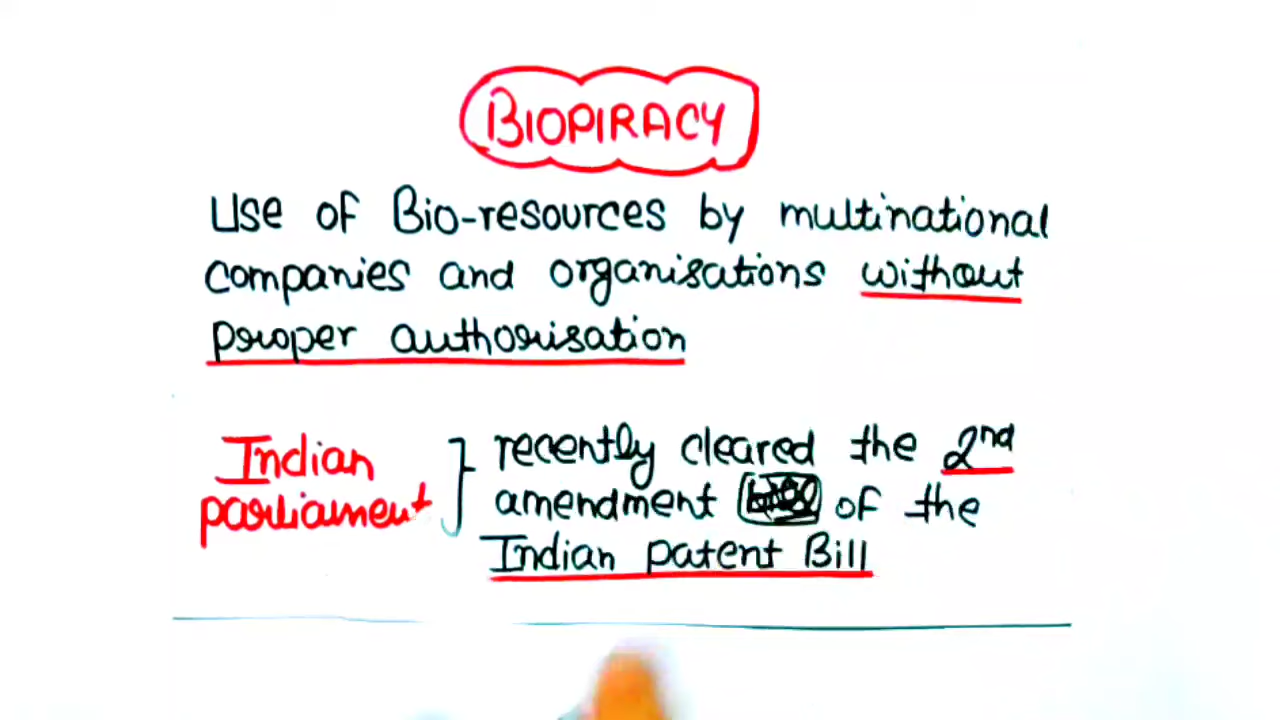 BIOPIRACY
Use of Bio-resources by multinational
companies and organisations without
proper authorisation
Indian
parliament
recently cleared the 2nd
amendment of the
Indian patent Bill